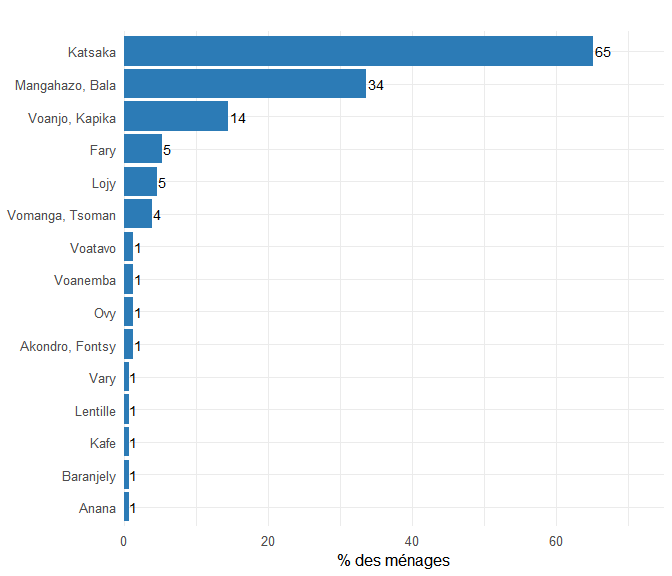 Katsaka 65
Mangahazo, Bala 34
Voanjo, Kapika 14
Fary 5
Lojy 5
Vomanga, Tsoman 4
Voatavo 1
Voanemba 1
Ovy 1
Akondro, Fontsy 1
Vary 1
Lentille 1
Kafe 1
Baranjely 1
Anana 1
0 20 40 60
% des ménages